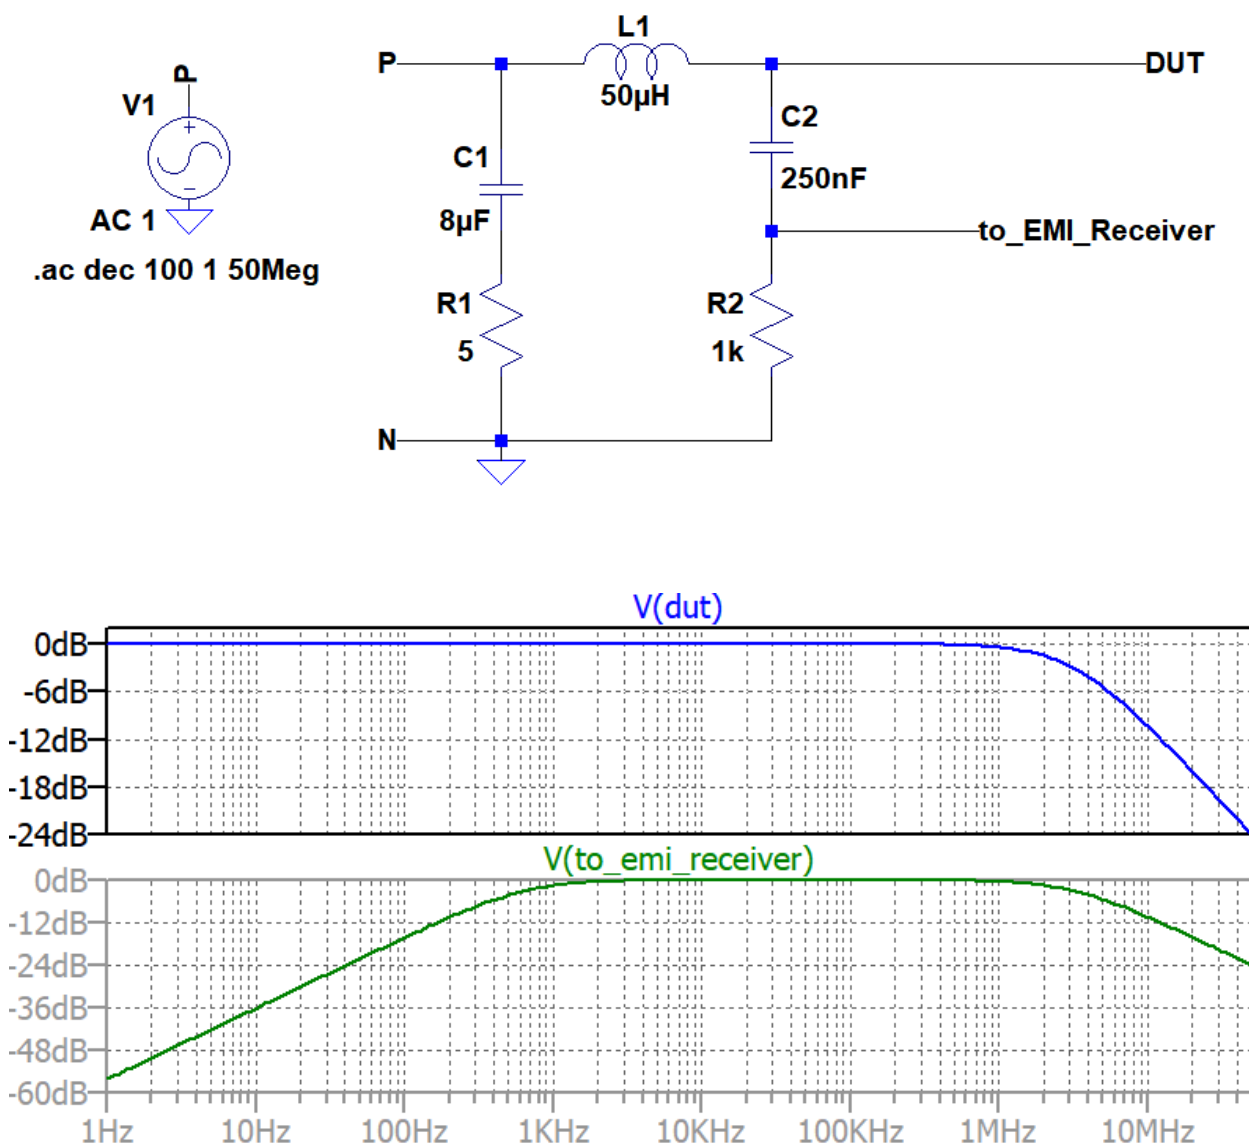 L1
P
DUT
50µH
P
V1
C2
C1
250nF
8µF
AC 1
to_EMI_Receiver
.ac dec 100 1 50Meg
R1
R2
5
1k
N
V(dut)
0dB
-6dB
-12dB
-18dB
-24dB
V(to_emi_receiver)
0dB
-12dB
-24dB
-36dB
-48dB
-60dB
1Hz 10Hz 100Hz 1KHz 10KHz 100KHz 1MHz 10MHz